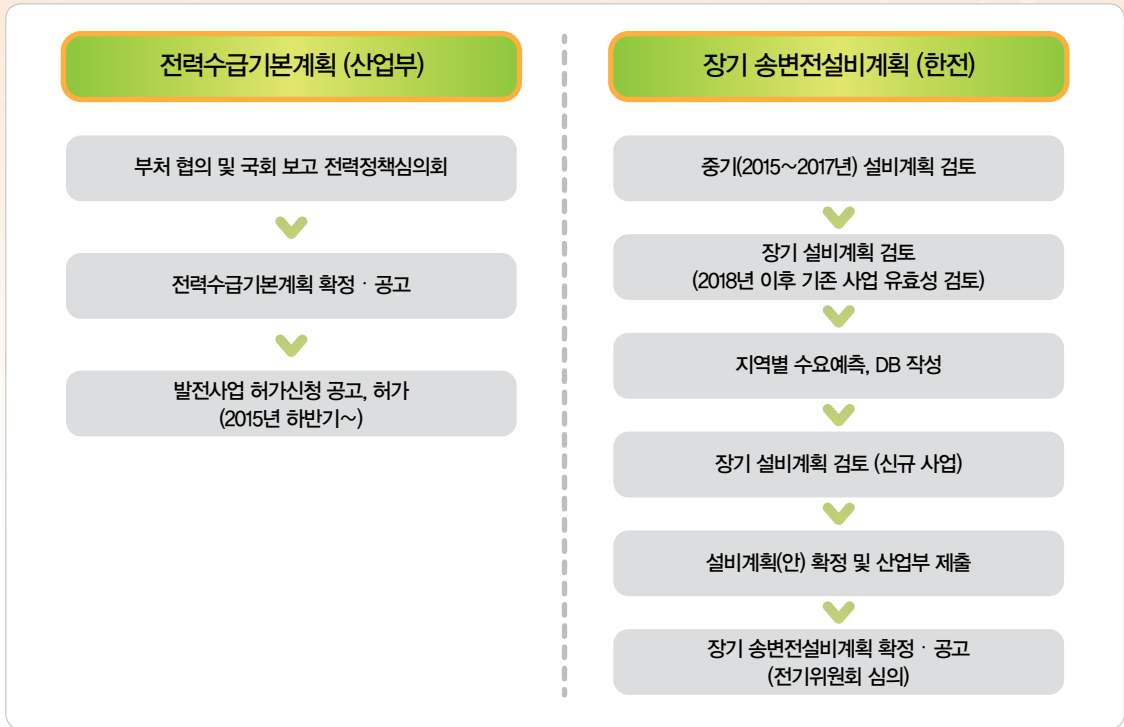 전력수급기본계획 (산업부)
부처 협의 및 국회 보고 전력정책심의회
전력수급기본계획 확정 · 공고
발전사업 허가신청 공고, 허가
(2015년 하반기~)
장기 송변전설비계획 (한전)
중기(2015~2017년) 설비계획 검토
장기 설비계획 검토
(2018년 이후 기존 사업 유효성 검토)
지역별 수요예측, DB 작성
장기 설비계획 검토 (신규 사업)
설비계획(안) 확정 및 산업부 제출
장기 송변전설비계획 확정 · 공고
(전기위원회 심의)